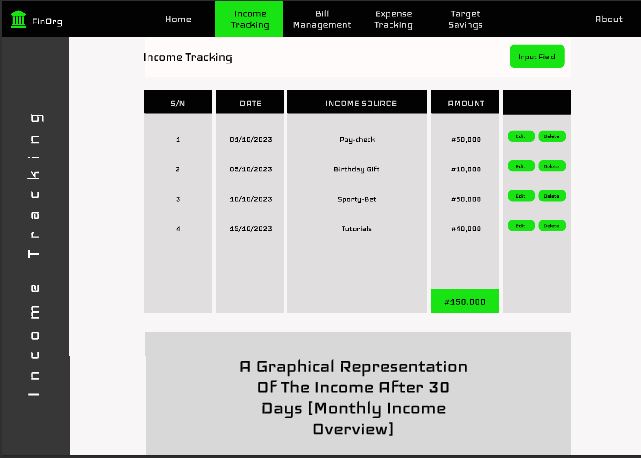 FinOrg
Home
Income
Tracking
Bill
Management
Expense
Tracking
Target
Savings
About
Income Tracking
Income Tracking
Input Field
S/N DATE INCOME SOURCE AMOUNT
1 01/10/2023 Pay-check #50,000 Edit Delete
2 05/10/2023 Birthday Gift #10,000 Edit Delete
3 10/10/2023 Sporty-Bet #50,000 Edit Delete
4 15/10/2023 Tutorials #40,000 Edit Delete
#150,000
A Graphical Representation
Of The Income After 30
Days [Monthly Income
Overview]